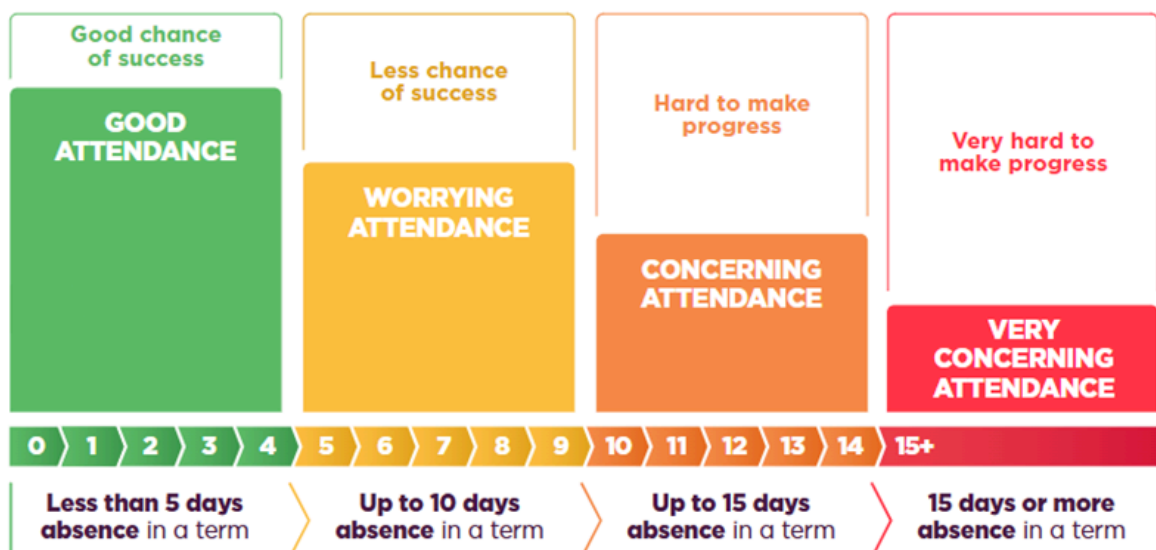 Good chance
of success
GOOD
ATTENDANCE
Less chance
of success
WORRYING
ATTENDANCE
Hard to make
progress
CONCERNING
ATTENDANCE
Very hard to
make progress
VERY
CONCERNING
ATTENDANCE
0 1 2 3 4 5 6 7 8 9 10 11 12 13 14 15+
Less than 5 days
absence in a term
Up to 10 days
absence in a term
Up to 15 days
absence in a term
15 days or more
absence in a term